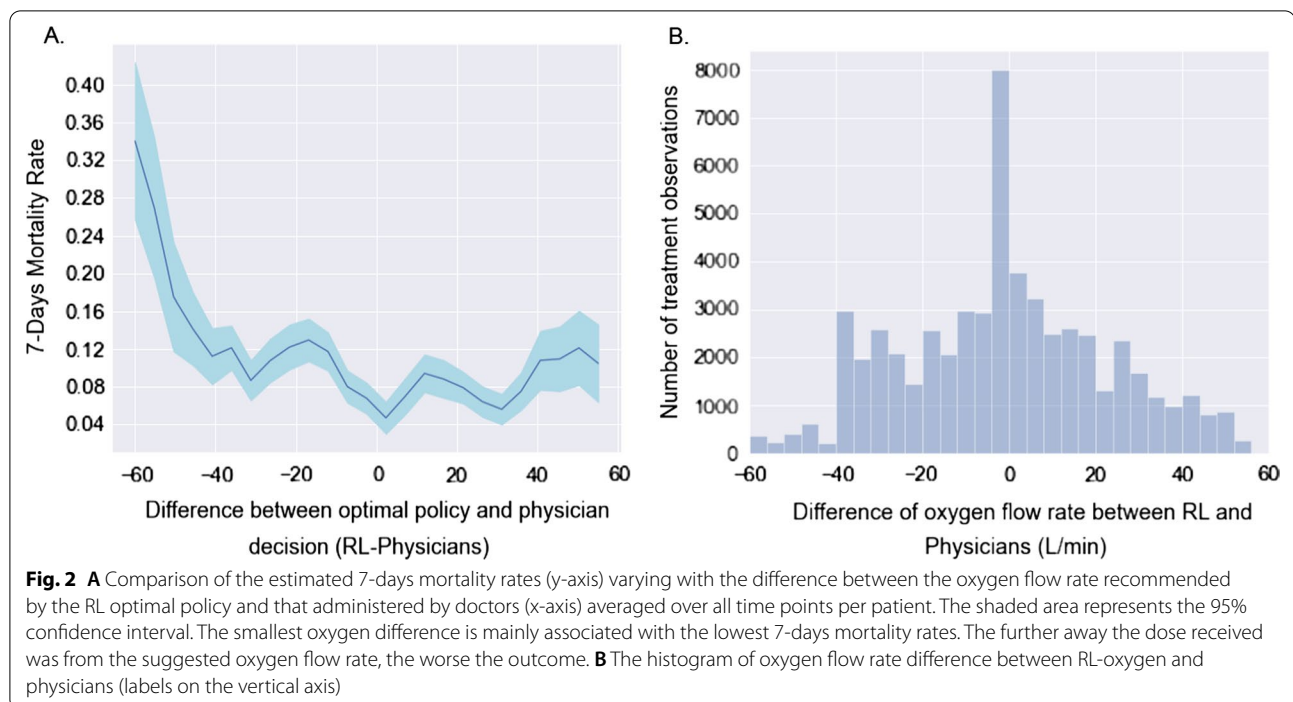 A.
7-Days Mortality Rate
0.40
0.36
0.32
0.28
0.24
0.20
0.16
0.12
0.08
0.04
−60
−40
−20
0
20
40
60
Difference between optimal policy and physician
decision (RL-Physicians)
B.
Number of treatment observations
8000
7000
6000
5000
4000
3000
2000
1000
0
−60
−40
−20
0
20
40
60
Difference of oxygen flow rate between RL and
Physicians (L/min)
Fig. 2 A Comparison of the estimated 7-days mortality rates (y-axis) varying with the difference between the oxygen flow rate recommended
by the RL optimal policy and that administered by doctors (x-axis) averaged over all time points per patient. The shaded area represents the 95%
confidence interval. The smallest oxygen difference is mainly associated with the lowest 7-days mortality rates. The further away the dose received
was from the suggested oxygen flow rate, the worse the outcome. B The histogram of oxygen flow rate difference between RL-oxygen and
physicians (labels on the vertical axis)